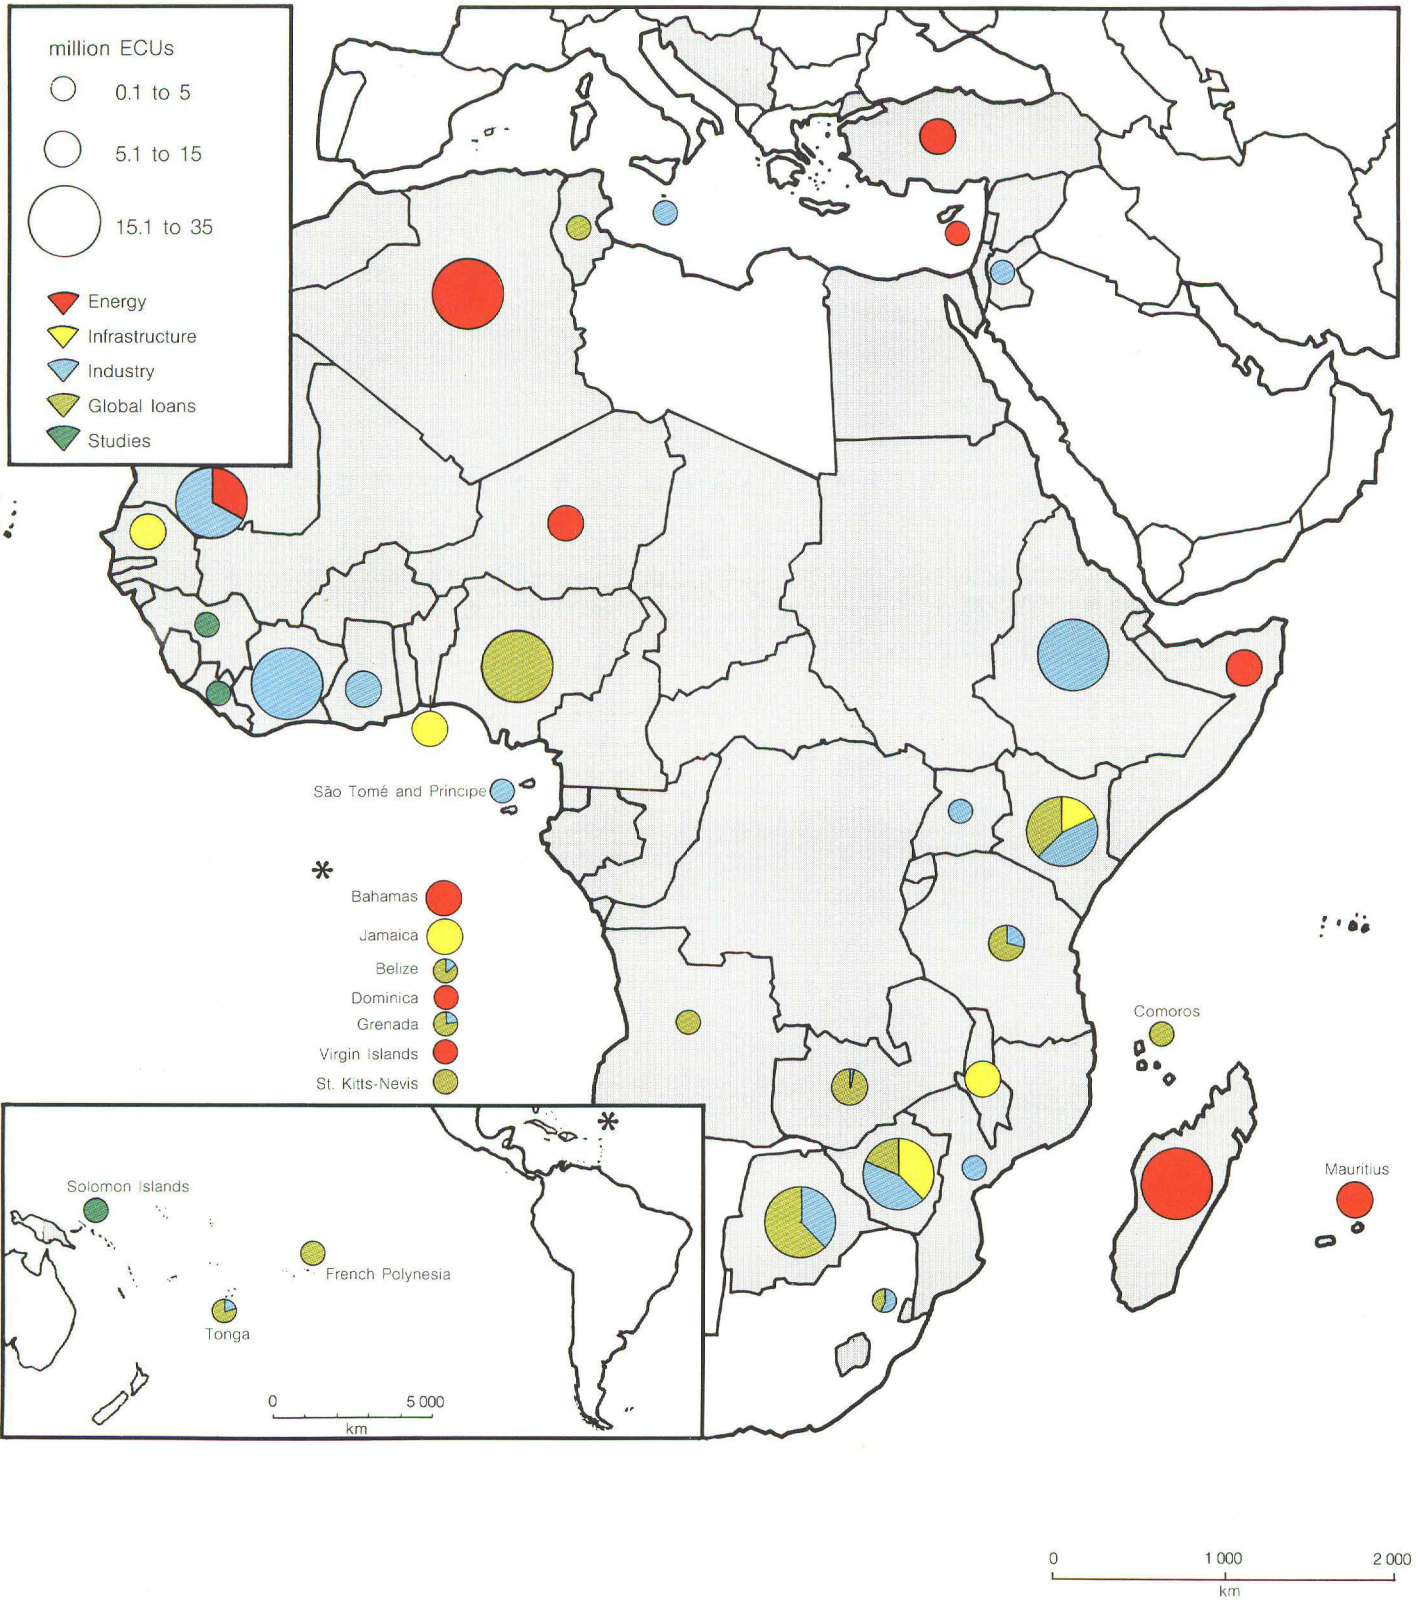 million ECUs
0.1 to 5
5.1 to 15
15.1 to 35
Energy
Infrastructure
Industry
Global loans
Studies
São Tomé and Principe
*
Bahamas
Jamaica
Belize
Dominica
Grenada
Virgin Islands
St. Kitts-Nevis
Comoros
Mauritius
*
Solomon Islands
French Polynesia
Tonga
0 5 000
km
0 1 000 2 000
km